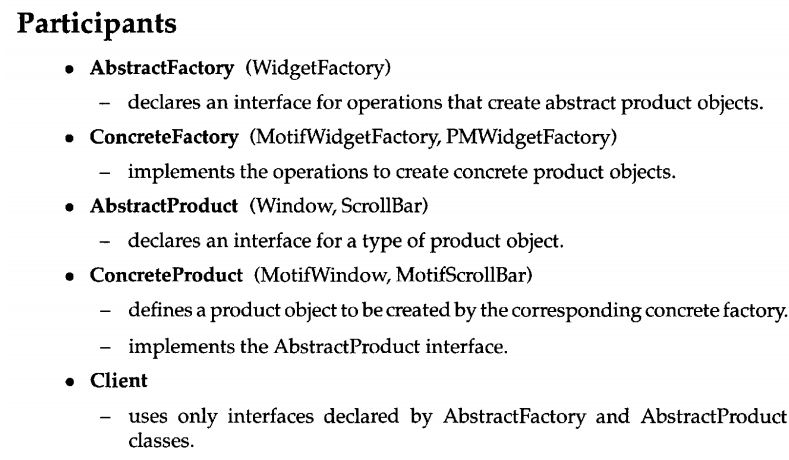 Participants
• AbstractFactory (WidgetFactory)
– declares an interface for operations that create abstract product objects.
• ConcreteFactory (MotifWidgetFactory, PMWidgetFactory)
– implements the operations to create concrete product objects.
• AbstractProduct (Window, ScrollBar)
– declares an interface for a type of product object.
• ConcreteProduct (MotifWindow, MotifScrollBar)
– defines a product object to be created by the corresponding concrete factory.
– implements the AbstractProduct interface.
• Client
– uses only interfaces declared by AbstractFactory and AbstractProduct
classes.